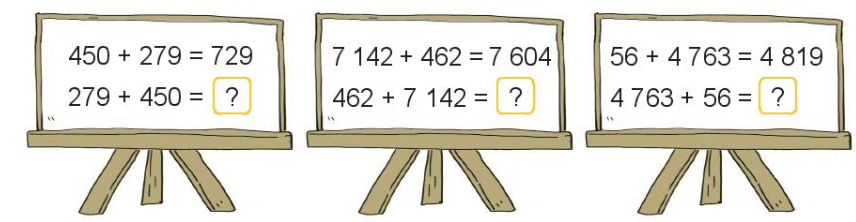 450 + 279 = 729
279 + 450 = ?
7 142 + 462 = 7 604
462 + 7 142 = ?
56 + 4 763 = 4 819
4 763 + 56 = ?